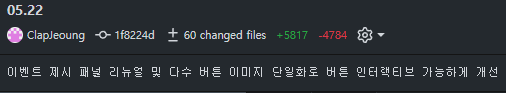 05.22
ClapJeoung 1f8224d 60 changed files +5817 -4784
이벤트 제시 패널 리뉴얼 및 다수 버튼 이미지 단일화로 버튼 인터랙티브 가능하게 개선